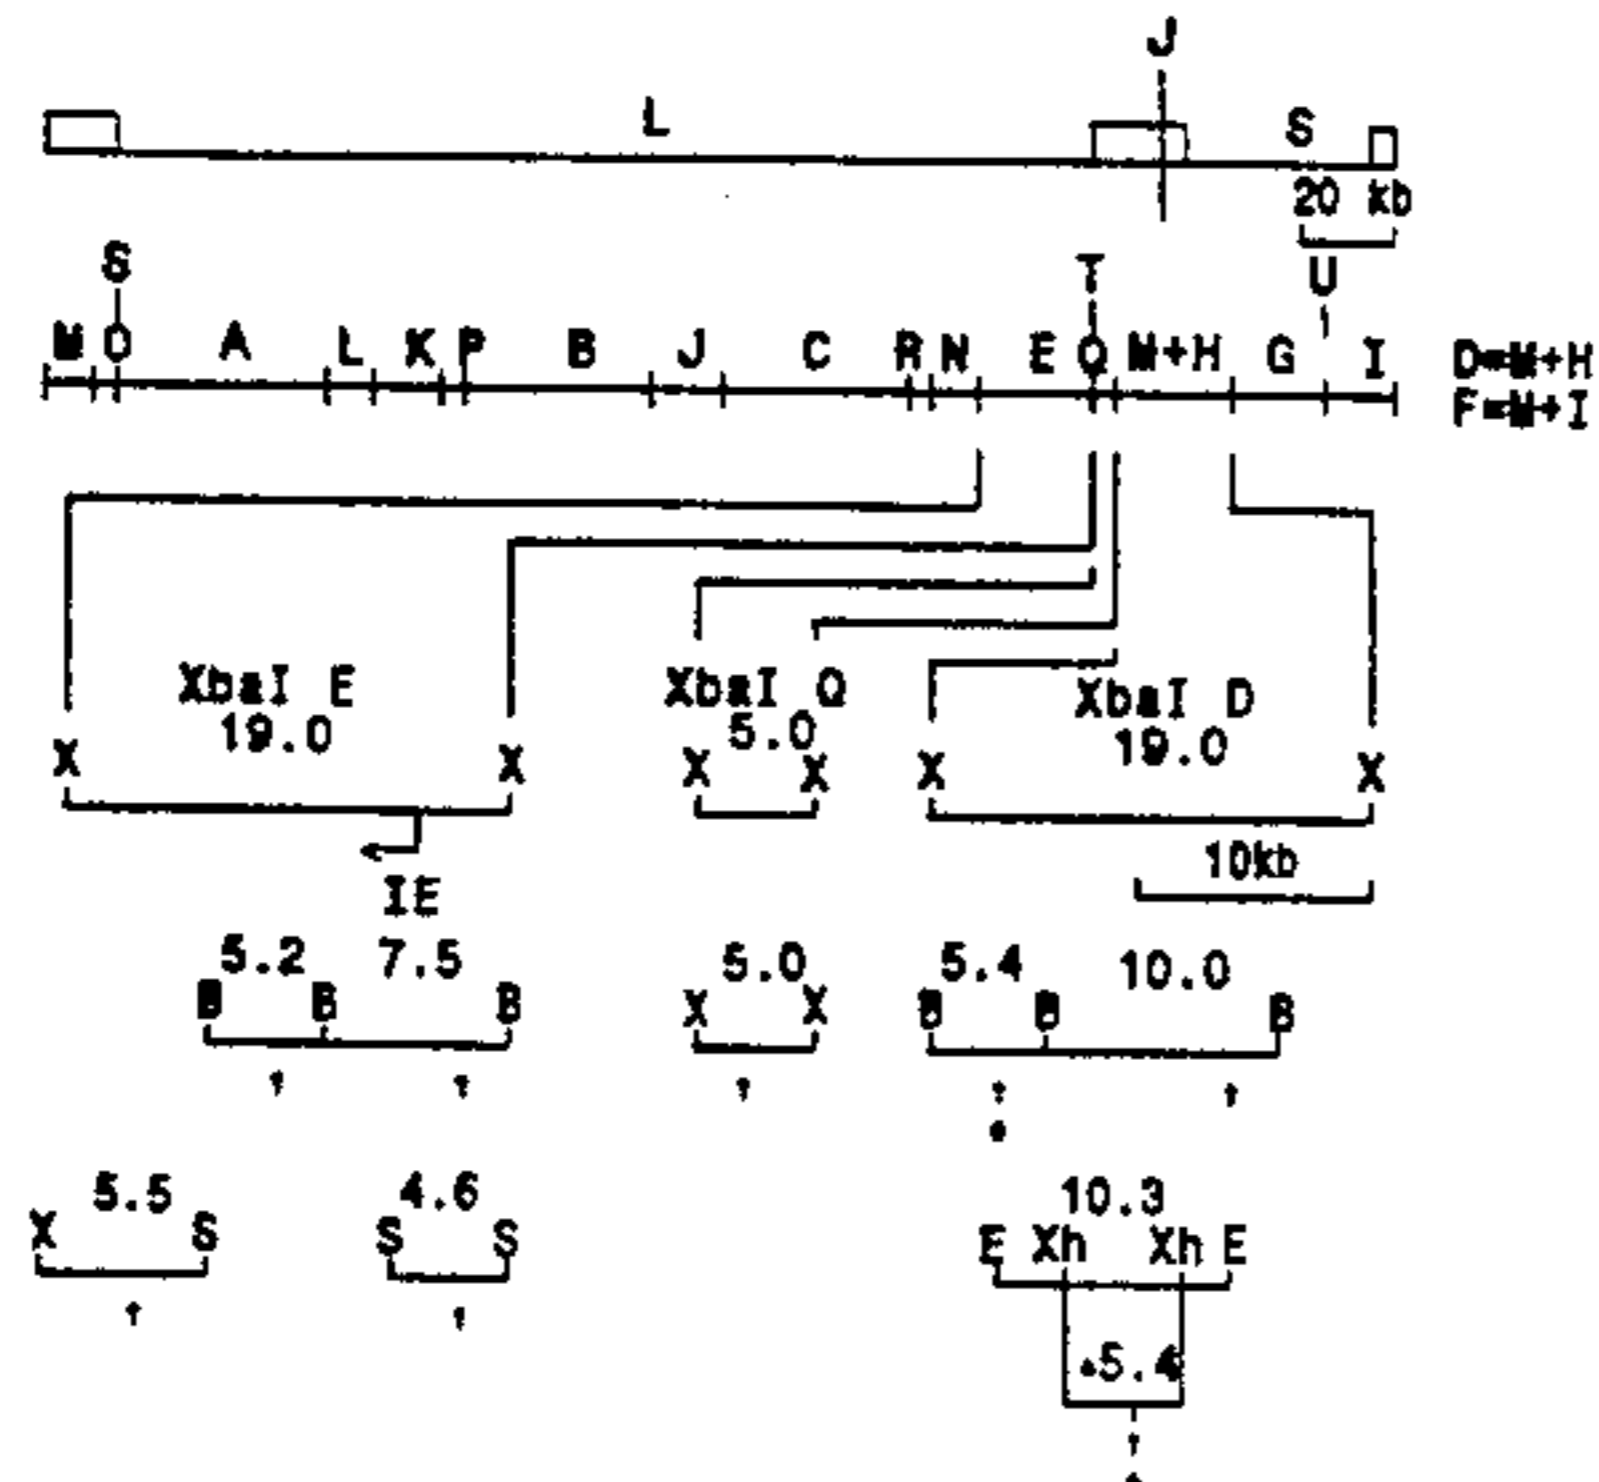 J
L
S
20 kb
S
T
U
M O A L K P B J C R N E Q M+H G I
D=M+H
F=M+I
XbaI E
19.0
XbaI Q
5.0
XbaI D
19.0
X X X X X X
10kb
IE
5.2 7.5 5.0 5.4 10.0
B B B X X B B B
5.5 4.6 10.3
X S S S E Xh Xh E
5.4